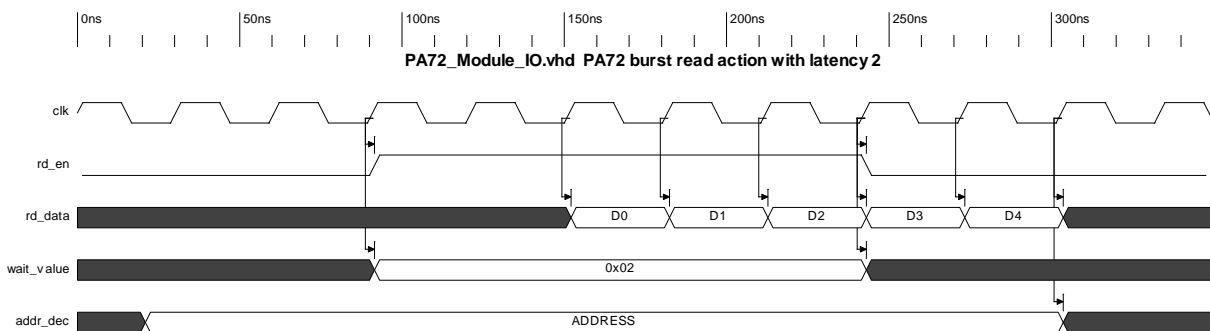 0ns 50ns 100ns 150ns 200ns 250ns 300ns
PA72_Module_IO.vhd PA72 burst read action with latency 2
clk
rd_en
rd_data D0 D1 D2 D3 D4
wait_value 0x02
addr_dec ADDRESS